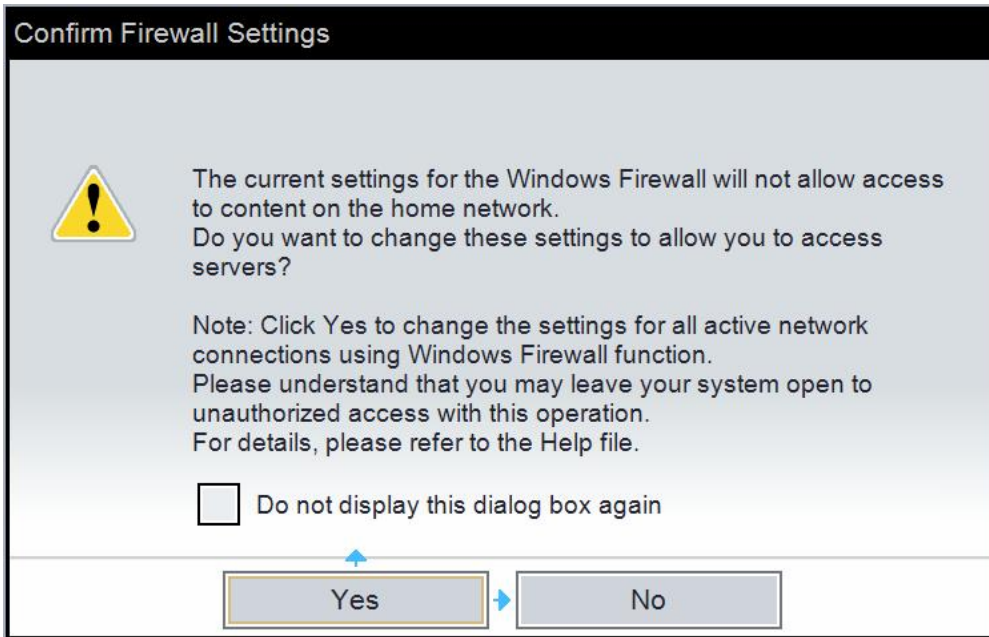 Confirm Firewall Settings
The current settings for the Windows Firewall will not allow access
to content on the home network.
Do you want to change these settings to allow you to access
servers?
Note: Click Yes to change the settings for all active network
connections using Windows Firewall function.
Please understand that you may leave your system open to
unauthorized access with this operation.
For details, please refer to the Help file.
Do not display this dialog box again
Yes
No